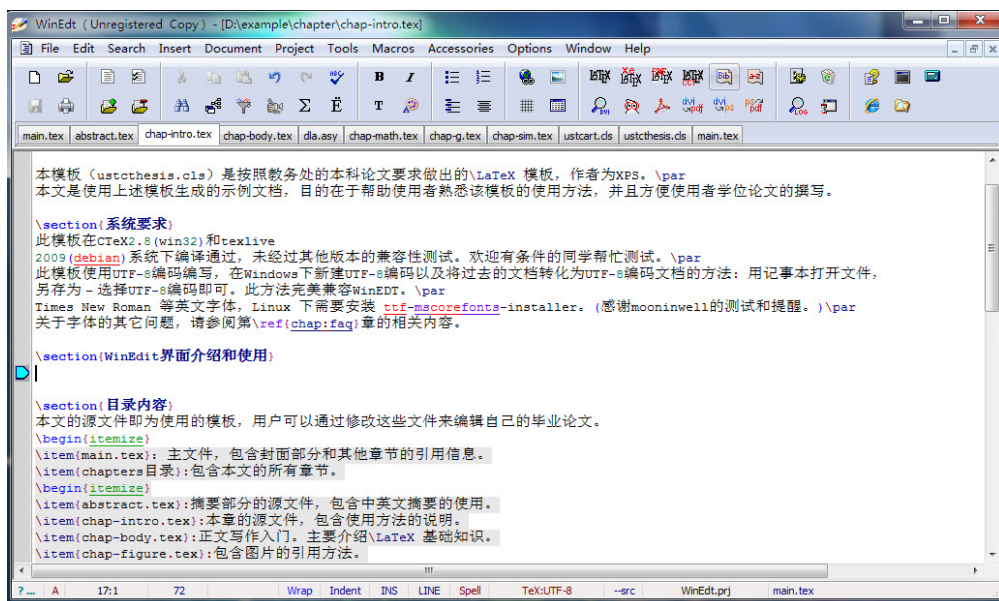 WinEdt (Unregistered Copy) - [D:\example\chapter\chap-intro.tex]
File Edit Search Insert Document Project Tools Macros Accessories Options Window Help
main.tex abstract.tex chap-intro.tex chap-body.tex dla.asy chap-math.tex chap-g.tex chap-sim.tex ustcart.cls ustcthesis.cls main.tex
本模板（ustcthesis.cls）是按照教务处的本科论文要求做出的\LaTeX 模板，作者为XPS。\par
本文是使用上述模板生成的示例文档，目的在于帮助使用者熟悉该模板的使用方法，并且方便使用者学位论文的撰写。
\section{系统要求}
此模板在CTeX2.8(win32)和texlive
2009(debian)系统下编译通过，未经过其他版本的兼容性测试。欢迎有条件的同学帮忙测试。\par
此模板使用UTF-8编码编写，在Windows下新建UTF-8编码以及将过去的文档转化为UTF-8编码文档的方法：用记事本打开文件，
另存为－选择UTF-8编码即可。此方法完美兼容WinEDT。\par
Times New Roman 等英文字体，Linux 下需要安装 ttf-mscorefonts-installer。(感谢mooninwell的测试和提醒。)\par
关于字体的其它问题，请参阅第\ref{chap:faq}章的相关内容。
\section{WinEdit界面介绍和使用}
\section{目录内容}
本文的源文件即为使用的模板，用户可以通过修改这些文件来编辑自己的毕业论文。
\begin{itemize}
\item{main.tex}: 主文件，包含封面部分和其他章节的引用信息。
\item{chapters目录}:包含本文的所有章节。
\begin{itemize}
\item{abstract.tex}:摘要部分的源文件，包含中英文摘要的使用。
\item{chap-intro.tex}:本章的源文件，包含使用方法的说明。
\item{chap-body.tex}:正文写作入门。主要介绍\LaTeX 基础知识。
\item{chap-figure.tex}:包含图片的引用方法。
?... A 17:1 72 Wrap Indent INS LINE Spell TeX:UTF-8 --src WinEdt.prj main.tex